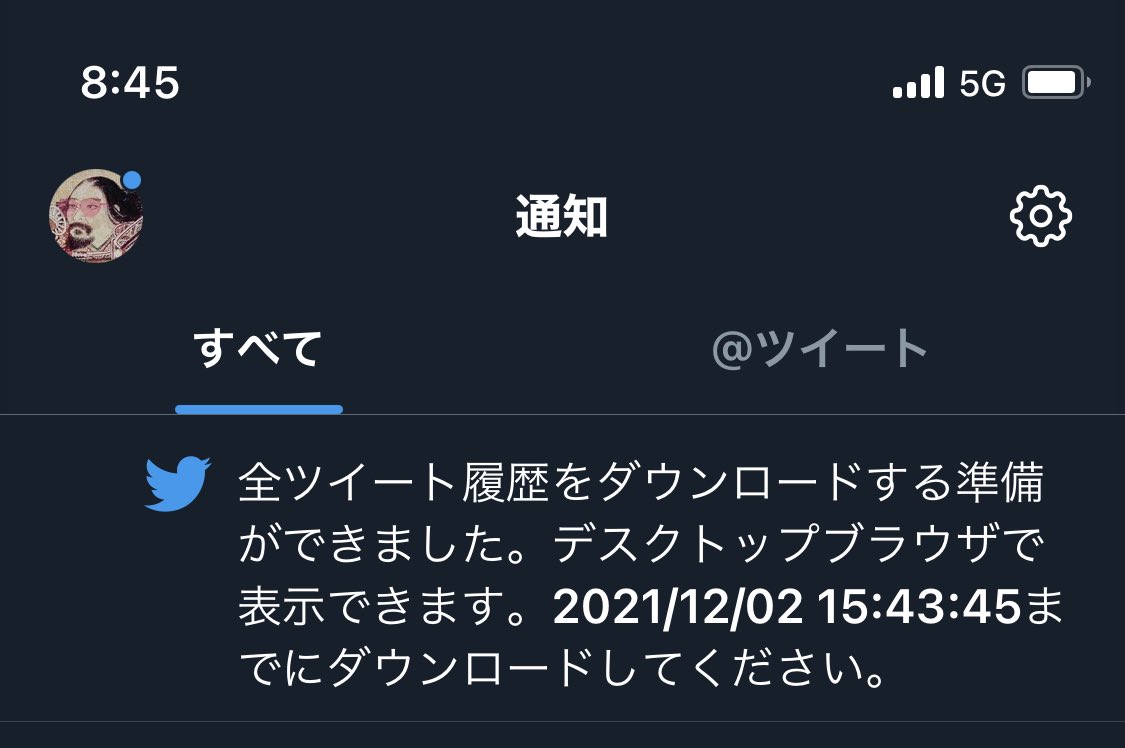 8:45 5G
通知
すべて @ツイート
全ツイート履歴をダウンロードする準備
ができました。デスクトップブラウザで
表示できます。2021/12/02 15:43:45ま
でにダウンロードしてください。